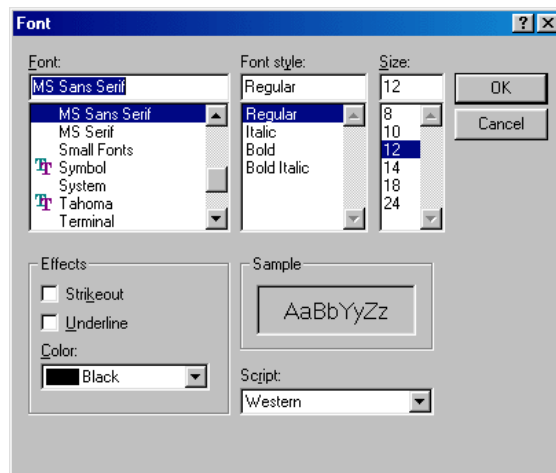 Font
Font:
MS Sans Serif
MS Sans Serif
MS Serif
Small Fonts
Symbol
System
Tahoma
Terminal
Font style:
Regular
Regular
Italic
Bold
Bold Italic
Size:
12
8
10
12
14
18
24
OK
Cancel
Effects
Strikeout
Underline
Color:
Black
Sample
AaBbYyZz
Script:
Western